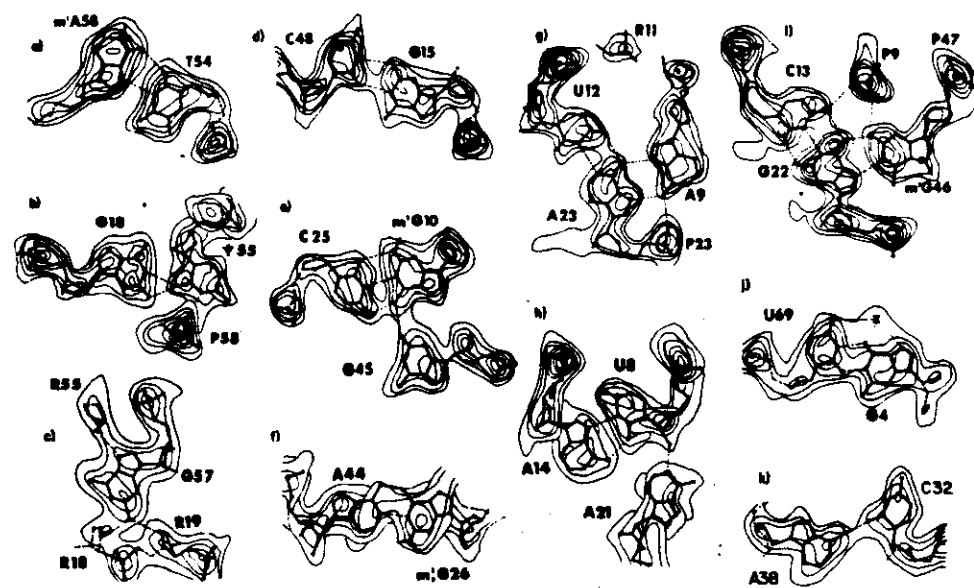 a)
m¹A58
T54
b)
G18
Ψ55
P58
c)
R55
G57
R19
R18
d)
C48
G15
e)
C25
m²G10
G45
f)
A44
m²₂G26
g)
R11
U12
A9
A23
P23
h)
U8
A14
A21
i)
P9
P47
C13
G22
m⁷G46
j)
U69
G4
k)
C32
A38